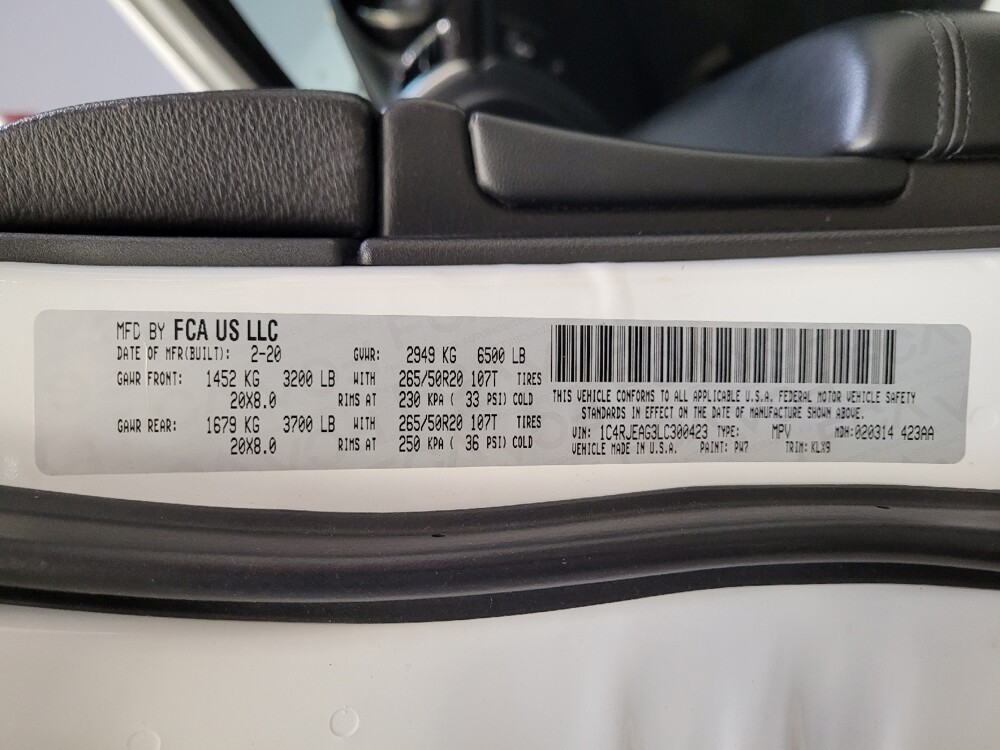 MFD BY FCA US LLC
DATE OF MFR(BUILT): 2-20 GVWR: 2949 KG 6500 LB
GAWR FRONT: 1452 KG 3200 LB WITH 265/50R20 107T TIRES
20X8.0 RIMS AT 230 KPA ( 33 PSI) COLD
GAWR REAR: 1679 KG 3700 LB WITH 265/50R20 107T TIRES
20X8.0 RIMS AT 250 KPA ( 36 PSI) COLD
THIS VEHICLE CONFORMS TO ALL APPLICABLE U.S.A. FEDERAL MOTOR VEHICLE SAFETY
STANDARDS IN EFFECT ON THE DATE OF MANUFACTURE SHOWN ABOVE.
VIN: 1C4RJEAG3LC300423 TYPE: MPV MDH:020314 423AA
VEHICLE MADE IN U.S.A. PAINT: PW7 TRIM: KLX9